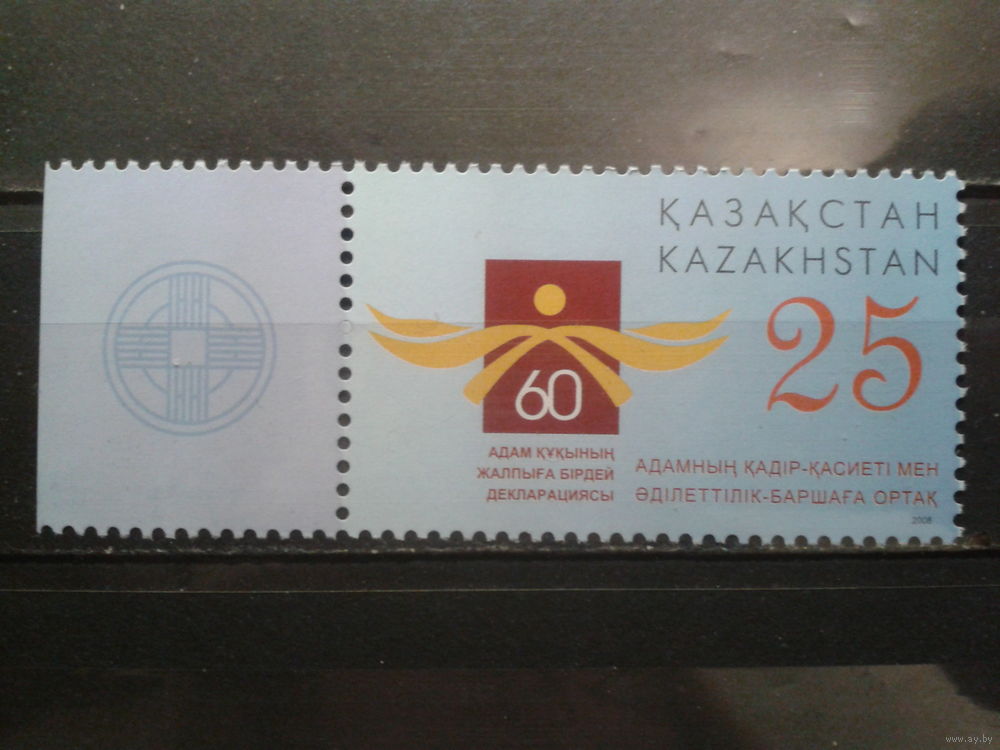 ҚАЗАҚСТАН
KAZAKHSTAN
25
60
АДАМ ҚҰҚЫНЫҢ
ЖАЛПЫҒА БІРДЕЙ
ДЕКЛАРАЦИЯСЫ
АДАМНЫҢ ҚАДІР-ҚАСИЕТІ МЕН
ӘДІЛЕТТІЛІК-БАРШАҒА ОРТАҚ
2008
www.ay.by